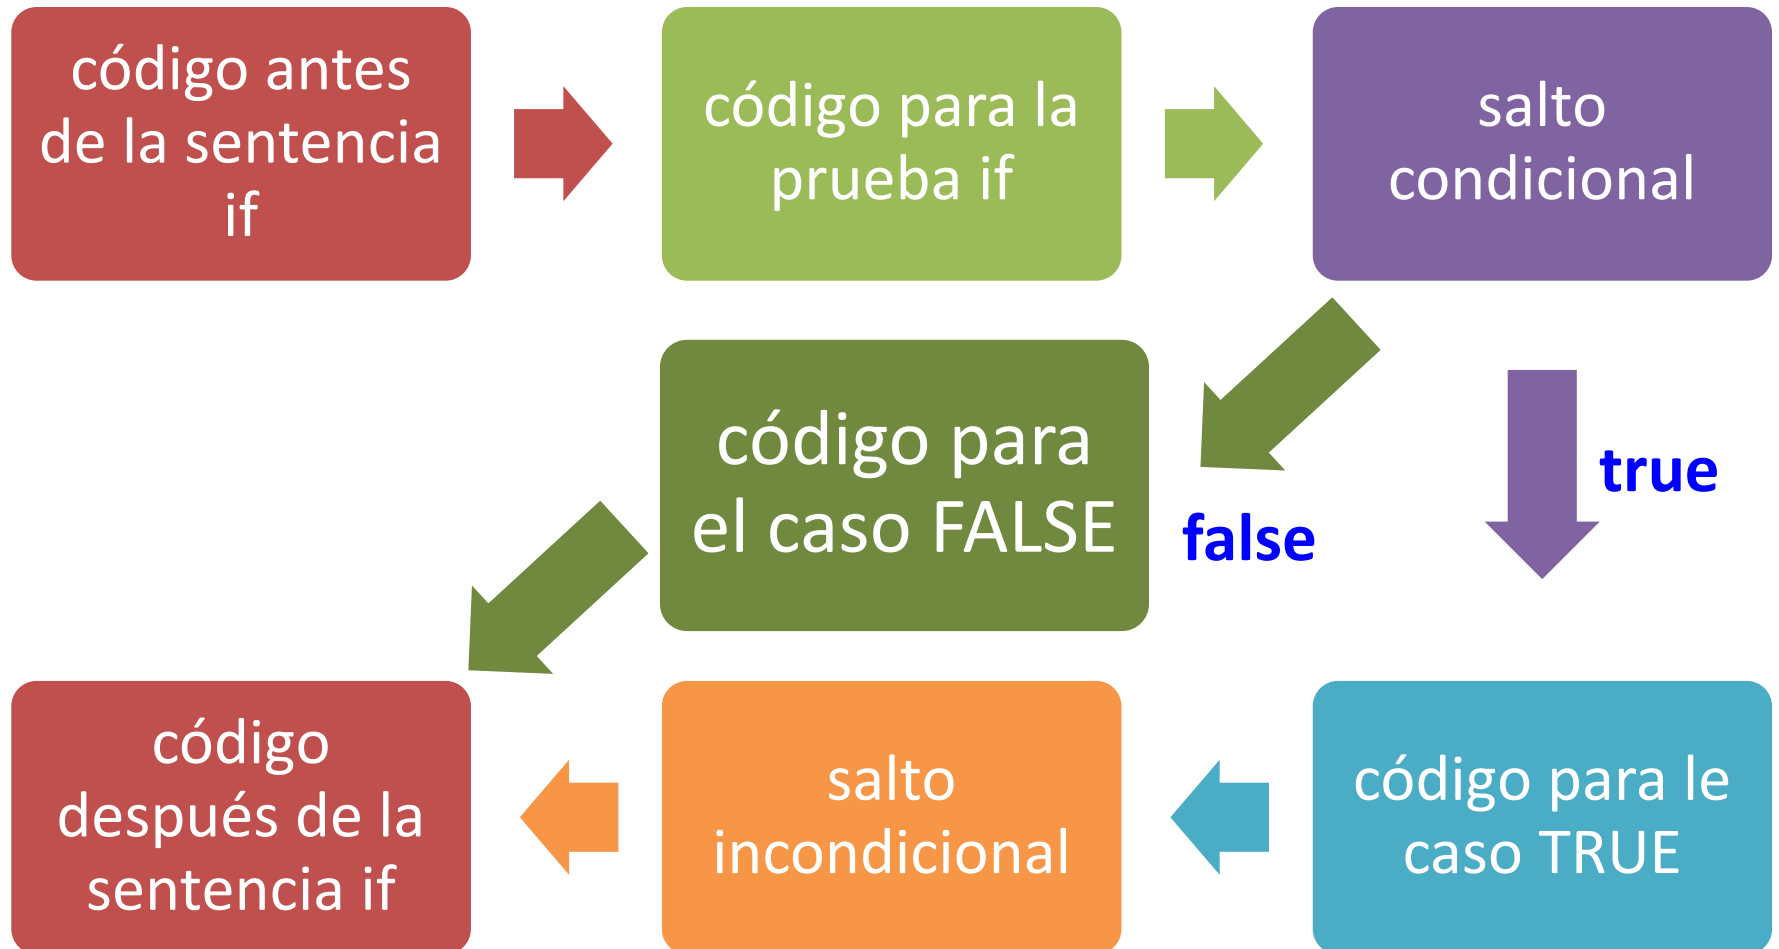 código antes
de la sentencia
if
código para la
prueba if
salto
condicional
código para
el caso FALSE
false
true
código
después de la
sentencia if
salto
incondicional
código para le
caso TRUE